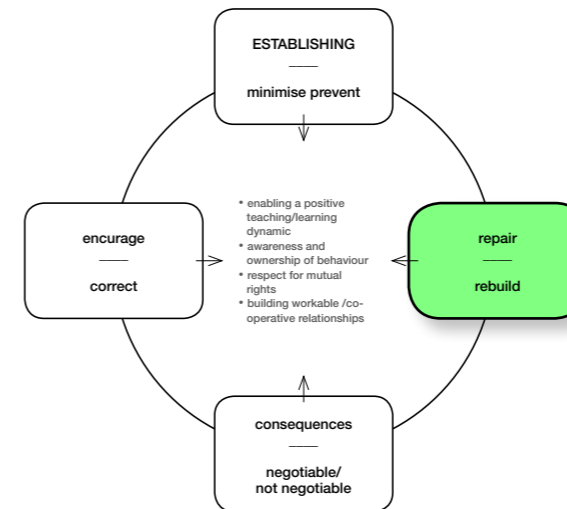 ESTABLISHING
minimise prevent
• enabling a positive
teaching/learning
dynamic
• awareness and
ownership of behaviour
• respect for mutual
rights
• building workable /co-
operative relationships
encurage
correct
repair
rebuild
consequences
negotiable/
not negotiable